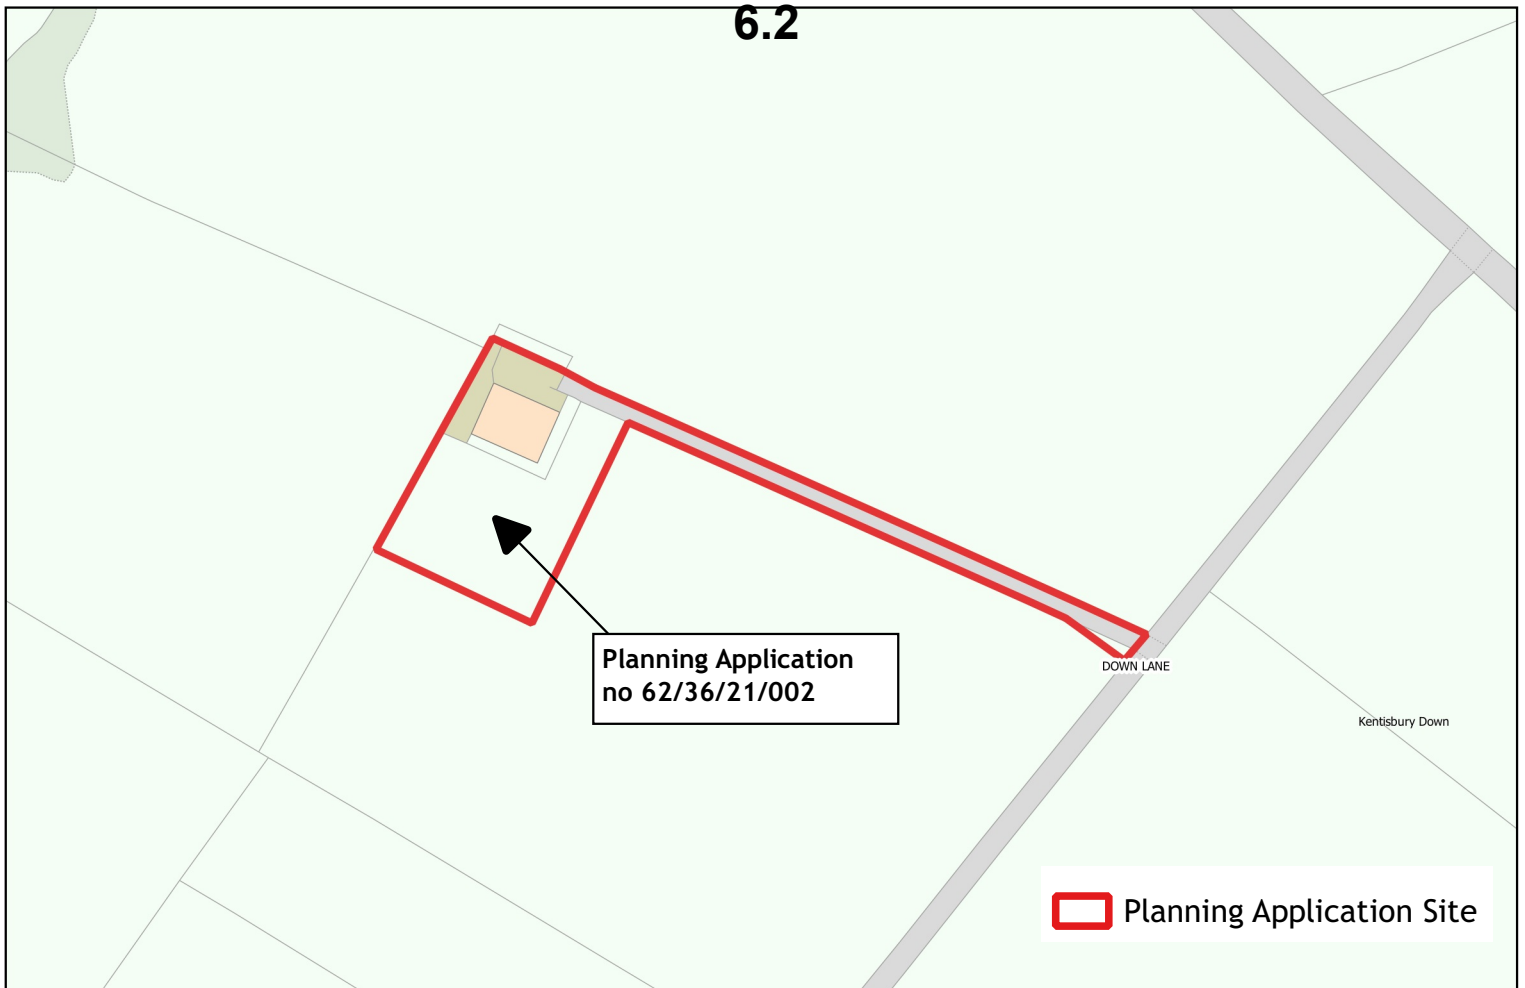 6.2
Planning Application
no 62/36/21/002
DOWN LANE
Kentisbury Down
Planning Application Site